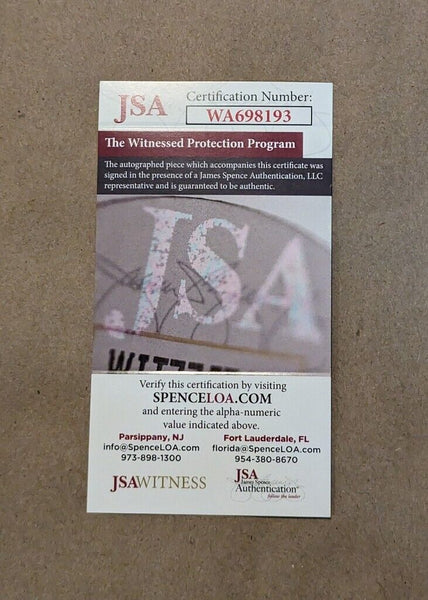 JSA
Certification Number:
WA698193
The Witnessed Protection Program
The autographed piece which accompanies this certificate was
signed in the presence of a James Spence Authentication, LLC
representative and is guaranteed to be authentic.
JSA
Verify this certification by visiting
SPENCELOA.COM
and entering the alpha-numeric
value indicated above.
Parsippany, NJ
info@SpenceLOA.com
973-898-1300
Fort Lauderdale, FL
florida@SpenceLOA.com
954-380-8670
JSAWITNESS
JSA
James Spence
Authentication®
follow the leader